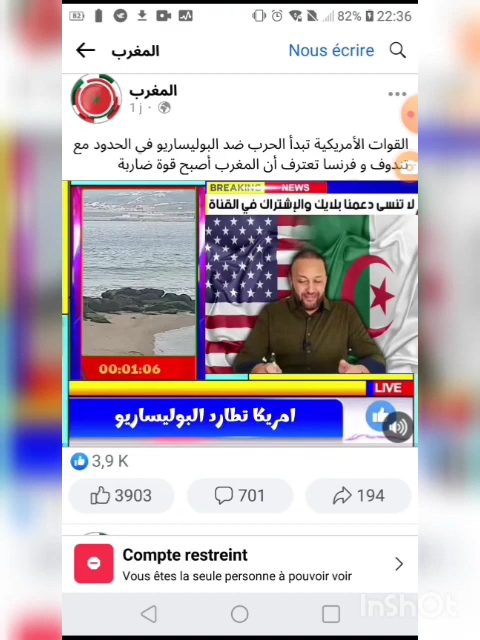 82 82% 22:36
المغرب Nous écrire
المغرب
1 j
القوات الأمريكية تبدأ الحرب ضد البوليساريو في الحدود مع
تندوف و فرنسا تعترف أن المغرب أصبح قوة ضاربة
BREAKING NEWS
لا تنسى دعمنا بلايك والإشتراك في القناة
00:01:06
LIVE
امريكا تطارد البوليساريو
3,9 K
3903 701 194
Compte restreint
Vous êtes la seule personne à pouvoir voir
InShOt